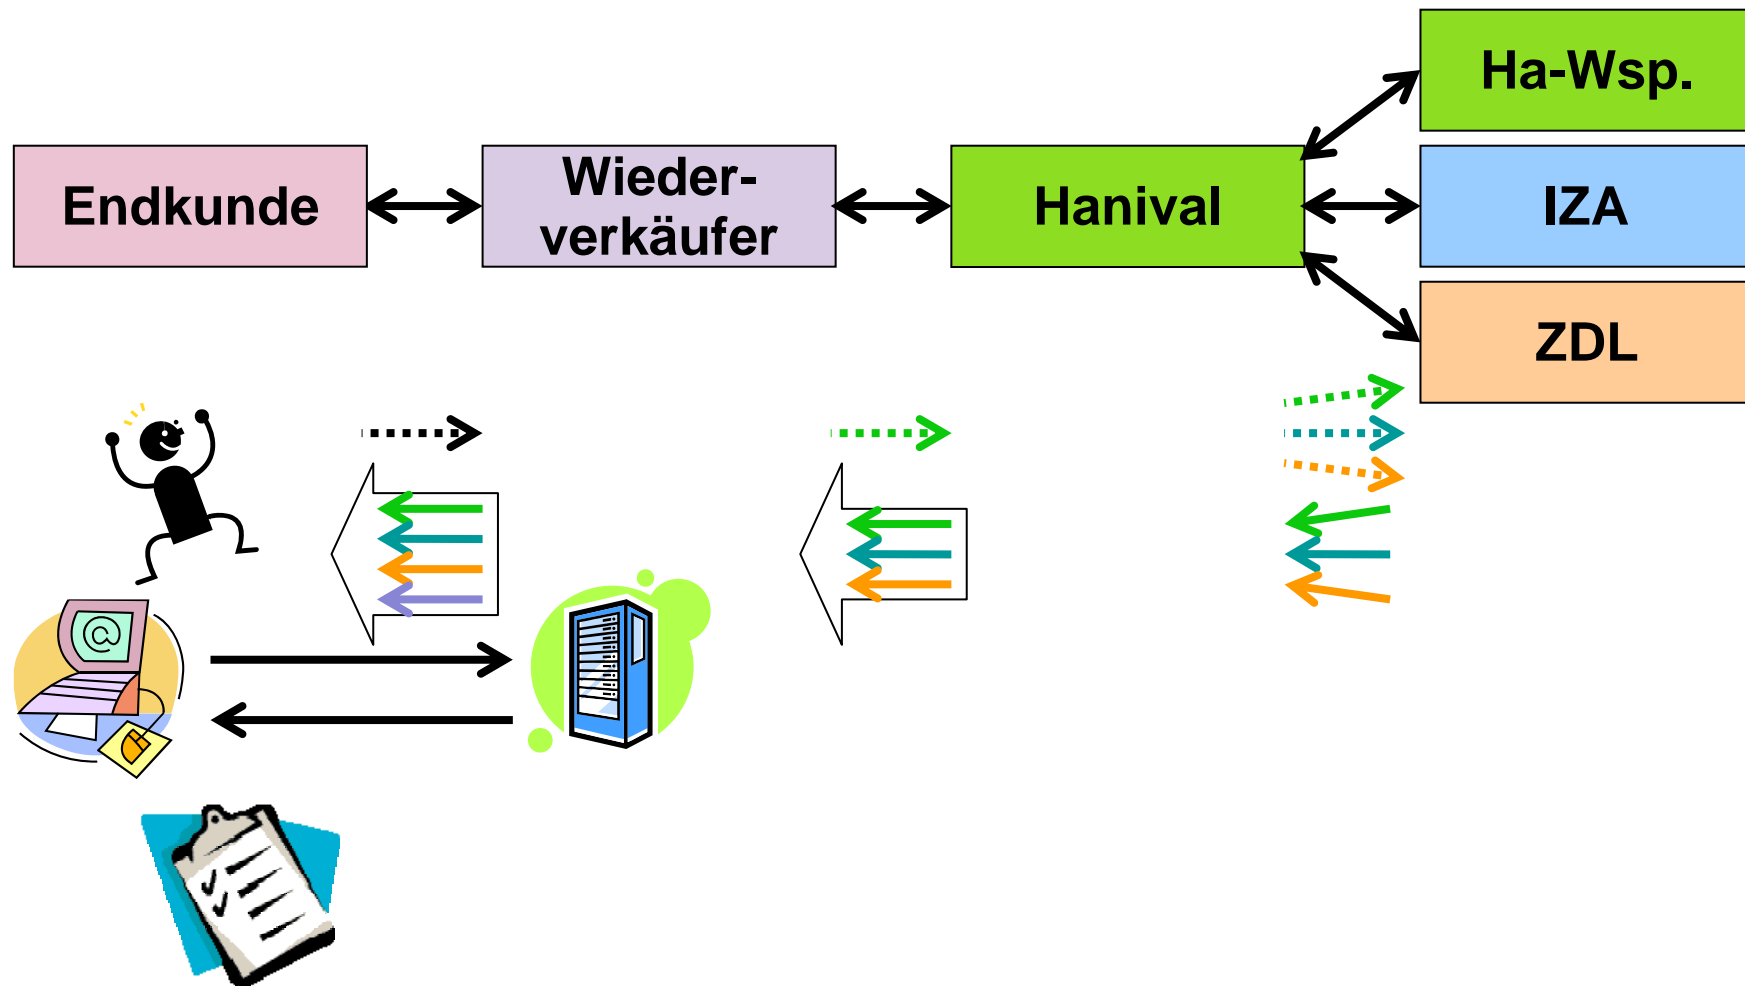 Ha-Wsp.
Endkunde
Wieder-
verkäufer
Hanival
IZA
ZDL
@